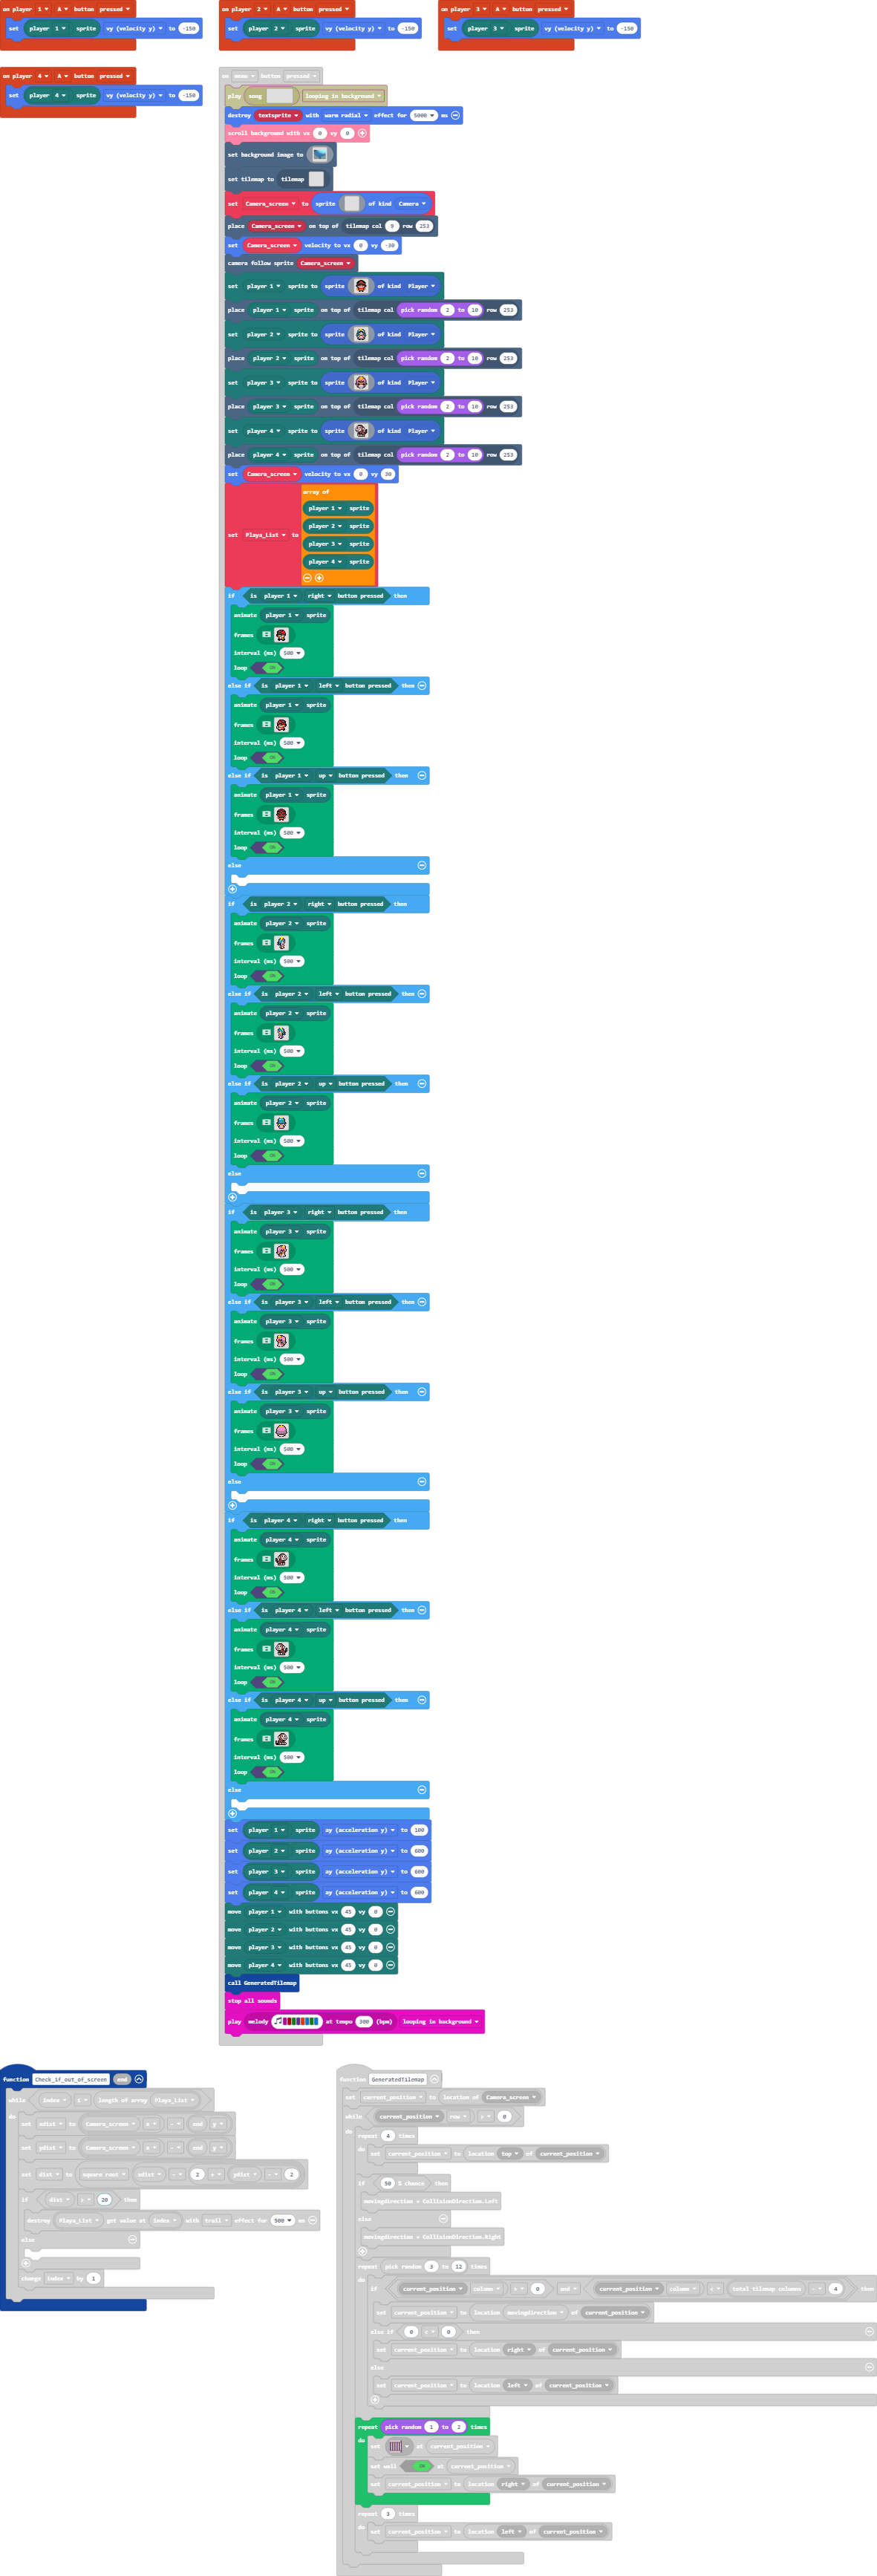 on player 1 A button pressed
set player 1 sprite vy (velocity y) to -150
on player 2 A button pressed
set player 2 sprite vy (velocity y) to -150
on player 3 A button pressed
set player 3 sprite vy (velocity y) to -150
on player 4 A button pressed
set player 4 sprite vy (velocity y) to -150
on menu button pressed
play song looping in background
destroy textsprite with warm radial effect for 5000 ms
scroll background with vx 0 vy 0
set background image to
set tilemap to tilemap
set Camera_screen to sprite of kind Camera
place Camera_screen on top of tilemap col 9 row 253
set Camera_screen velocity to vx 0 vy -30
camera follow sprite Camera_screen
set player 1 sprite to sprite of kind Player
place player 1 sprite on top of tilemap col pick random 2 to 10 row 253
set player 2 sprite to sprite of kind Player
place player 2 sprite on top of tilemap col pick random 2 to 10 row 253
set player 3 sprite to sprite of kind Player
place player 3 sprite on top of tilemap col pick random 2 to 10 row 253
set player 4 sprite to sprite of kind Player
place player 4 sprite on top of tilemap col pick random 2 to 10 row 253
set Camera_screen velocity to vx 0 vy 30
array of
player 1 sprite
player 2 sprite
set Playa_List to
player 3 sprite
player 4 sprite
if is player 1 right button pressed then
animate player 1 sprite
frames
interval (ms) 500
loop ON
else if is player 1 left button pressed then
animate player 1 sprite
frames
interval (ms) 500
loop ON
else if is player 1 up button pressed then
animate player 1 sprite
frames
interval (ms) 500
loop ON
else
if is player 2 right button pressed then
animate player 2 sprite
frames
interval (ms) 500
loop ON
else if is player 2 left button pressed then
animate player 2 sprite
frames
interval (ms) 500
loop ON
else if is player 2 up button pressed then
animate player 2 sprite
frames
interval (ms) 500
loop ON
else
if is player 3 right button pressed then
animate player 3 sprite
frames
interval (ms) 500
loop ON
else if is player 3 left button pressed then
animate player 3 sprite
frames
interval (ms) 500
loop ON
else if is player 3 up button pressed then
animate player 3 sprite
frames
interval (ms) 500
loop ON
else
if is player 4 right button pressed then
animate player 4 sprite
frames
interval (ms) 500
loop ON
else if is player 4 left button pressed then
animate player 4 sprite
frames
interval (ms) 500
loop ON
else if is player 4 up button pressed then
animate player 4 sprite
frames
interval (ms) 500
loop ON
else
set player 1 sprite ay (acceleration y) to 100
set player 2 sprite ay (acceleration y) to 600
set player 3 sprite ay (acceleration y) to 600
set player 4 sprite ay (acceleration y) to 600
move player 1 with buttons vx 45 vy 0
move player 2 with buttons vx 45 vy 0
move player 3 with buttons vx 45 vy 0
move player 4 with buttons vx 45 vy 0
call GeneratedTilemap
stop all sounds
play melody at tempo 300 (bpm) looping in background
function Check_if_out_of_screen end
while index ≤ length of array Playa_List
do set xdist to Camera_screen x - end y
set ydist to Camera_screen x - end y
set dist to square root xdist - 2 + ydist - 2
if dist > 20 then
destroy Playa_List get value at index with trail effect for 500 ms
else
change index by 1
function GeneratedTilemap
set current_position to location of Camera_screen
while current_position row > 0
do repeat 4 times
do set current_position to location top of current_position
if 50 % chance then
movingdirection = CollisionDirection.Left
else
movingdirection = CollisionDirection.Right
repeat pick random 3 to 12 times
do if current_position column > 0 and current_position column < total tilemap columns - 4 then
set current_position to location movingdirection of current_position
else if 0 < 0 then
set current_position to location right of current_position
else
set current_position to location left of current_position
repeat pick random 1 to 2 times
do set at current_position
set wall ON at current_position
set current_position to location right of current_position
repeat 3 times
do set current_position to location left of current_position